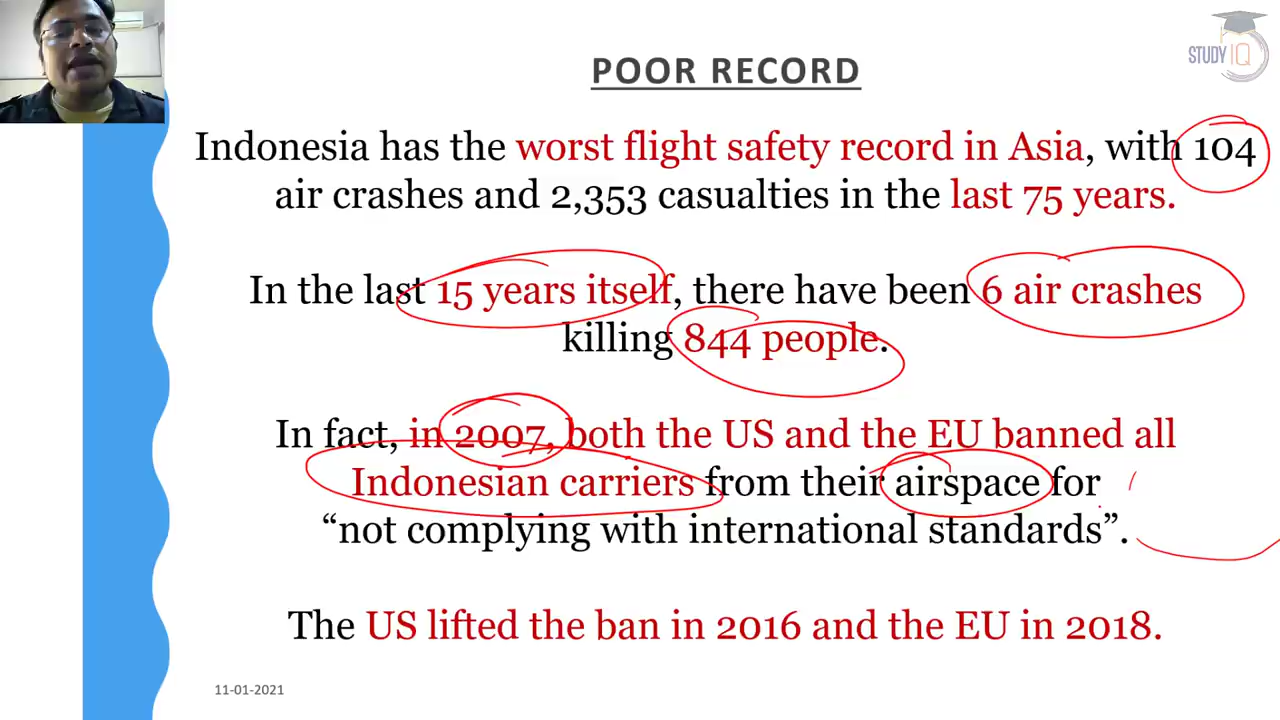 STUDY IQ
POOR RECORD
Indonesia has the worst flight safety record in Asia, with 104
air crashes and 2,353 casualties in the last 75 years.
In the last 15 years itself, there have been 6 air crashes
killing 844 people.
In fact, in 2007, both the US and the EU banned all
Indonesian carriers from their airspace for
“not complying with international standards”.
The US lifted the ban in 2016 and the EU in 2018.
11-01-2021